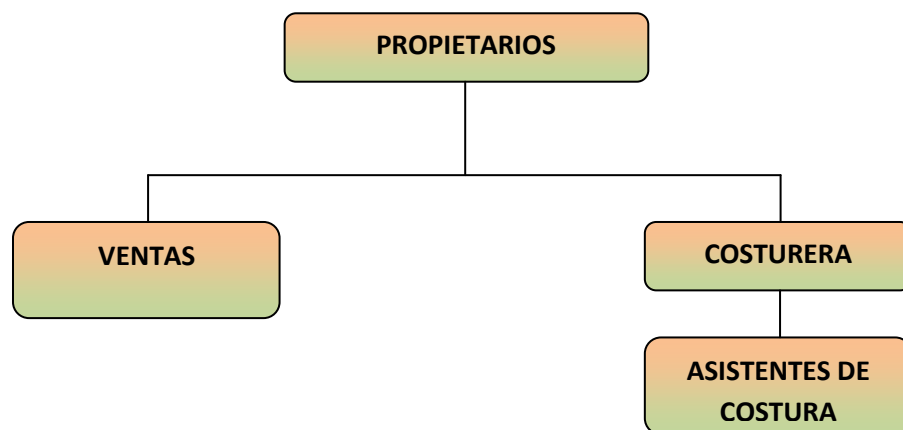 PROPIETARIOS
VENTAS
COSTURERA
ASISTENTES DE
COSTURA